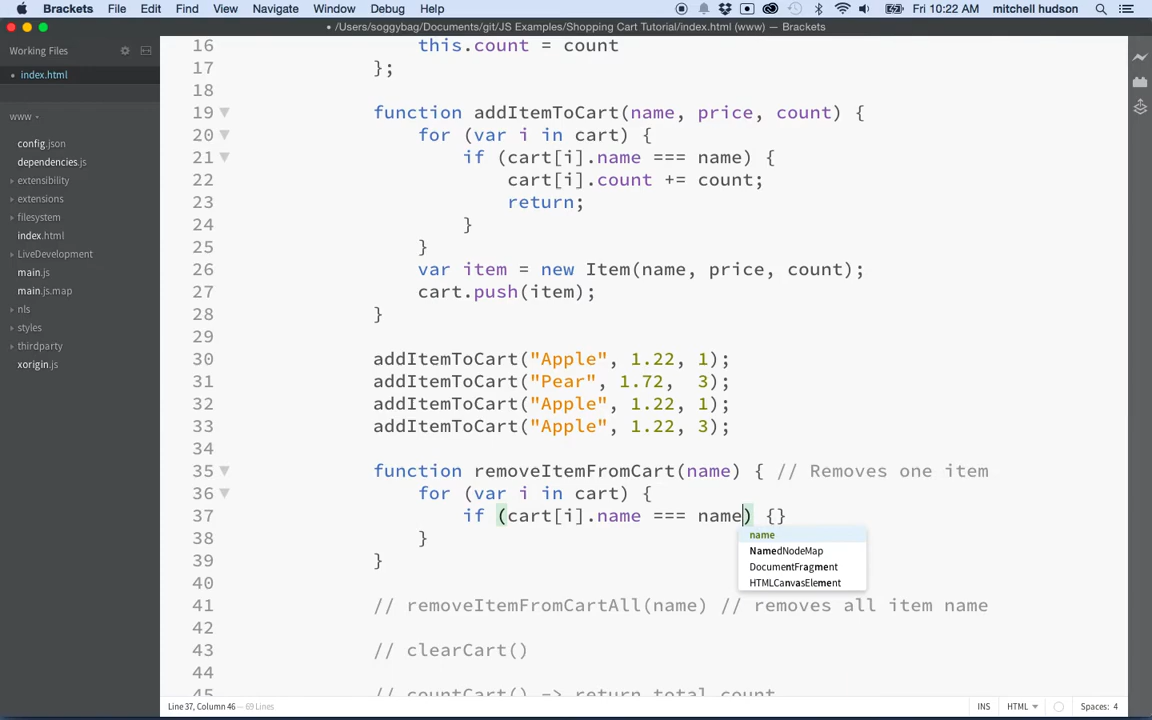 Brackets File Edit Find View Navigate Window Debug Help Fri 10:22 AM mitchell hudson
/Users/soggybag/Documents/git/JS Examples/Shopping Cart Tutorial/index.html (www) — Brackets
Working Files
• index.html
www
config.json
dependencies.js
extensibility
extensions
filesystem
index.html
LiveDevelopment
main.js
main.js.map
nls
styles
thirdparty
xorigin.js
16 this.count = count
17 };
18
19 function addItemToCart(name, price, count) {
20 for (var i in cart) {
21 if (cart[i].name === name) {
22 cart[i].count += count;
23 return;
24 }
25 }
26 var item = new Item(name, price, count);
27 cart.push(item);
28 }
29
30 addItemToCart("Apple", 1.22, 1);
31 addItemToCart("Pear", 1.72,  3);
32 addItemToCart("Apple", 1.22, 1);
33 addItemToCart("Apple", 1.22, 3);
34
35 function removeItemFromCart(name) { // Removes one item
36 for (var i in cart) {
37 if (cart[i].name === name) {}
38 }
39 }
40
41 // removeItemFromCartAll(name) // removes all item name
42
43 // clearCart()
44
45 // countCart() -> return total count
name
NamedNodeMap
DocumentFragment
HTMLCanvasElement
Line 37, Column 46 — 69 Lines INS HTML Spaces: 4